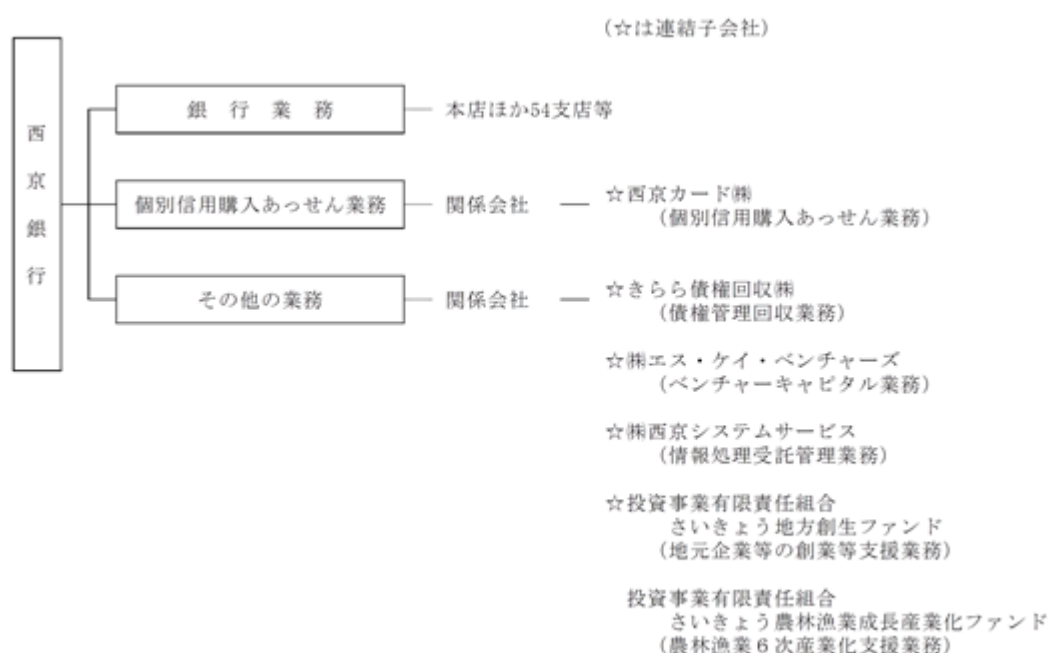 (☆は連結子会社)
西京銀行
銀行業務 本店ほか54支店等
個別信用購入あっせん業務 関係会社 ☆西京カード㈱
(個別信用購入あっせん業務)
その他の業務 関係会社 ☆きらら債権回収㈱
(債権管理回収業務)
☆㈱エス・ケイ・ベンチャーズ
(ベンチャーキャピタル業務)
☆㈱西京システムサービス
(情報処理受託管理業務)
☆投資事業有限責任組合
さいきょう地方創生ファンド
(地元企業等の創業等支援業務)
投資事業有限責任組合
さいきょう農林漁業成長産業化ファンド
(農林漁業6次産業化支援業務)